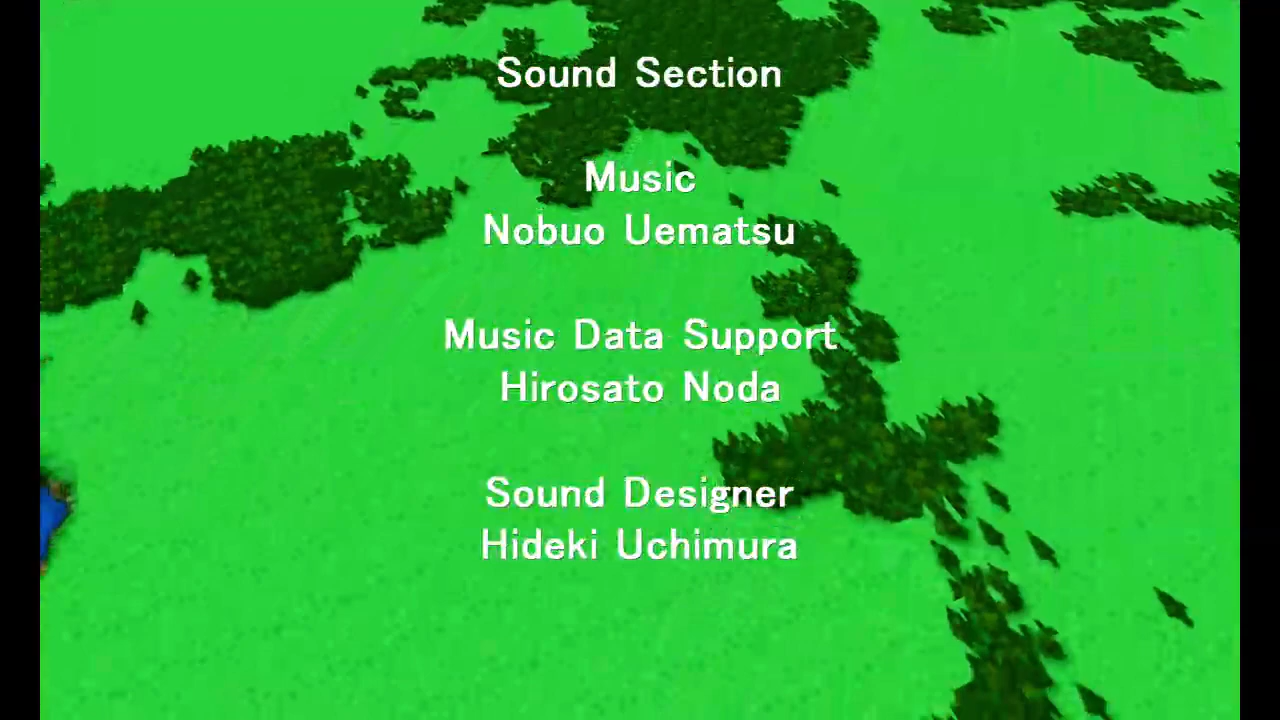 Sound Section
Music
Nobuo Uematsu
Music Data Support
Hirosato Noda
Sound Designer
Hideki Uchimura